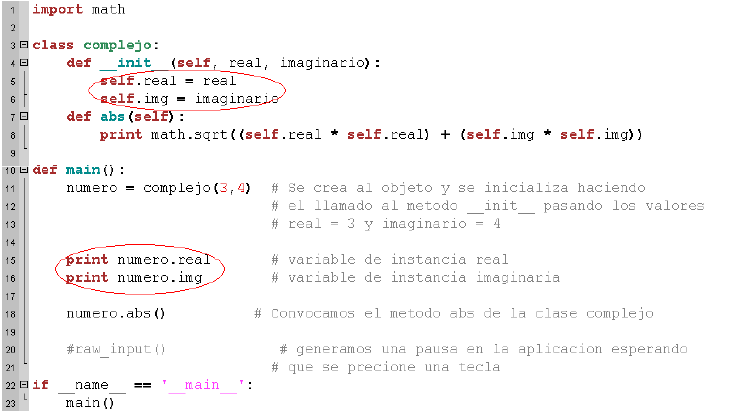 1 import math
2
3 class complejo:
4 def __init__(self, real, imaginario):
5 self.real = real
6 self.img = imaginario
7 def abs(self):
8 print math.sqrt((self.real * self.real) + (self.img * self.img))
9
10 def main():
11 numero = complejo(3,4) # Se crea al objeto y se inicializa haciendo
12 # el llamado al metodo __init__ pasando los valores
13 # real = 3 y imaginario = 4
14
15 print numero.real # variable de instancia real
16 print numero.img # variable de instancia imaginaria
17
18 numero.abs() # Convocamos el metodo abs de la clase complejo
19
20 #raw_input() # generamos una pausa en la aplicacion esperando
21 # que se precione una tecla
22 if __name__ == '__main__':
23 main()